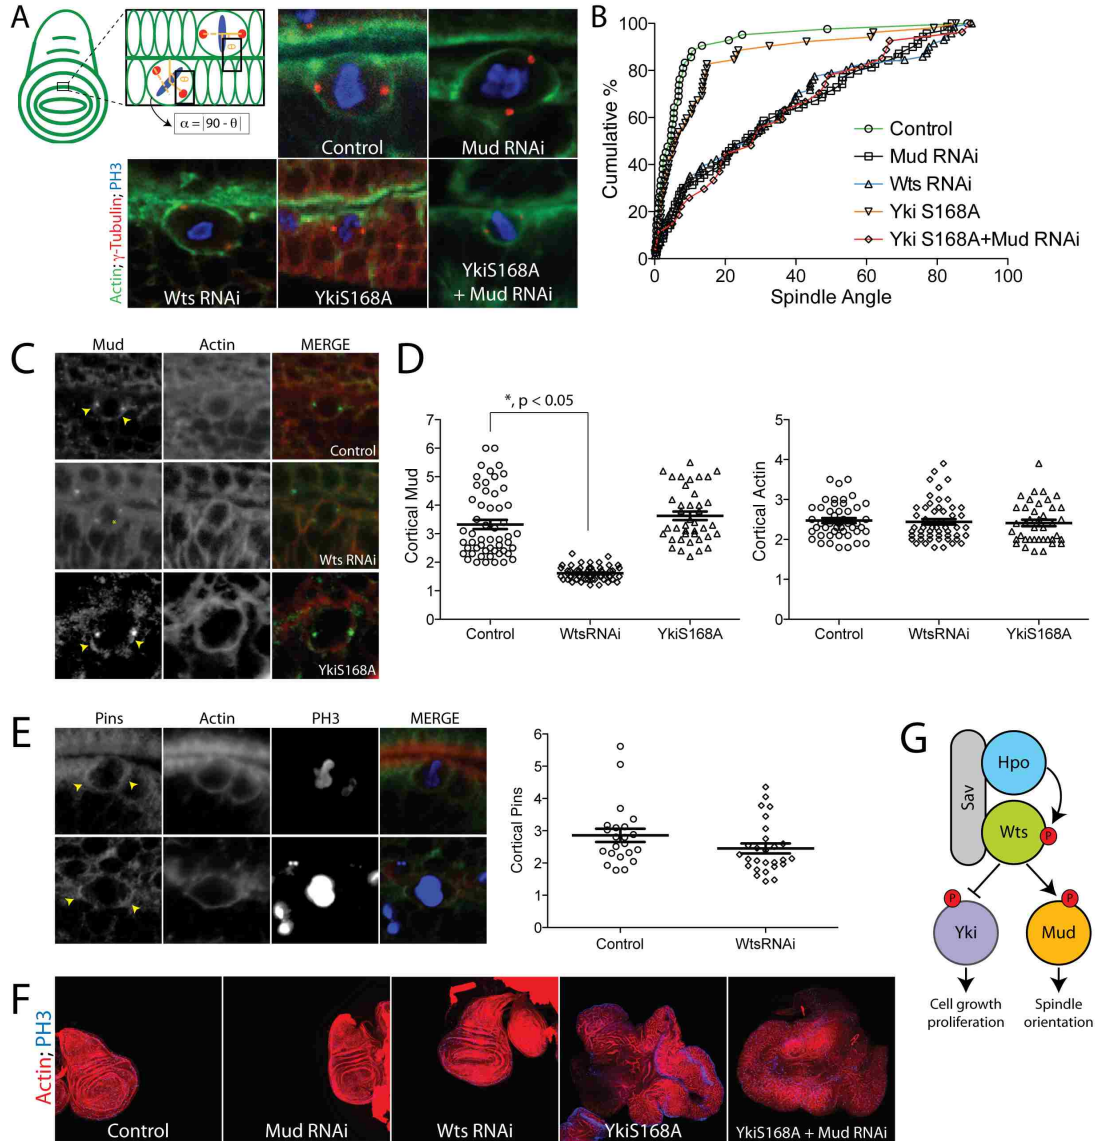 A
θ
θ
α = |90 - θ|
Actin; γ-Tubulin; PH3
Control
Mud RNAi
Wts RNAi
YkiS168A
YkiS168A
+ Mud RNAi
B
Cumulative %
100
80
60
40
20
0
0 20 40 60 80 100
Spindle Angle
Control
Mud RNAi
Wts RNAi
Yki S168A
Yki S168A+Mud RNAi
C
Mud Actin MERGE
Control
*
Wts RNAi
YkiS168A
D
*, p < 0.05
Cortical Mud
7
6
5
4
3
2
1
0
Control WtsRNAi YkiS168A
Cortical Actin
5
4
3
2
1
0
Control WtsRNAi YkiS168A
E
Pins Actin PH3 MERGE
Cortical Pins
6
5
4
3
2
1
0
Control WtsRNAi
F
Actin; PH3
Control
Mud RNAi
Wts RNAi
YkiS168A
YkiS168A + Mud RNAi
G
Sav
Hpo
Wts
P
P
P
Yki
Mud
Cell growth
proliferation
Spindle
orientation